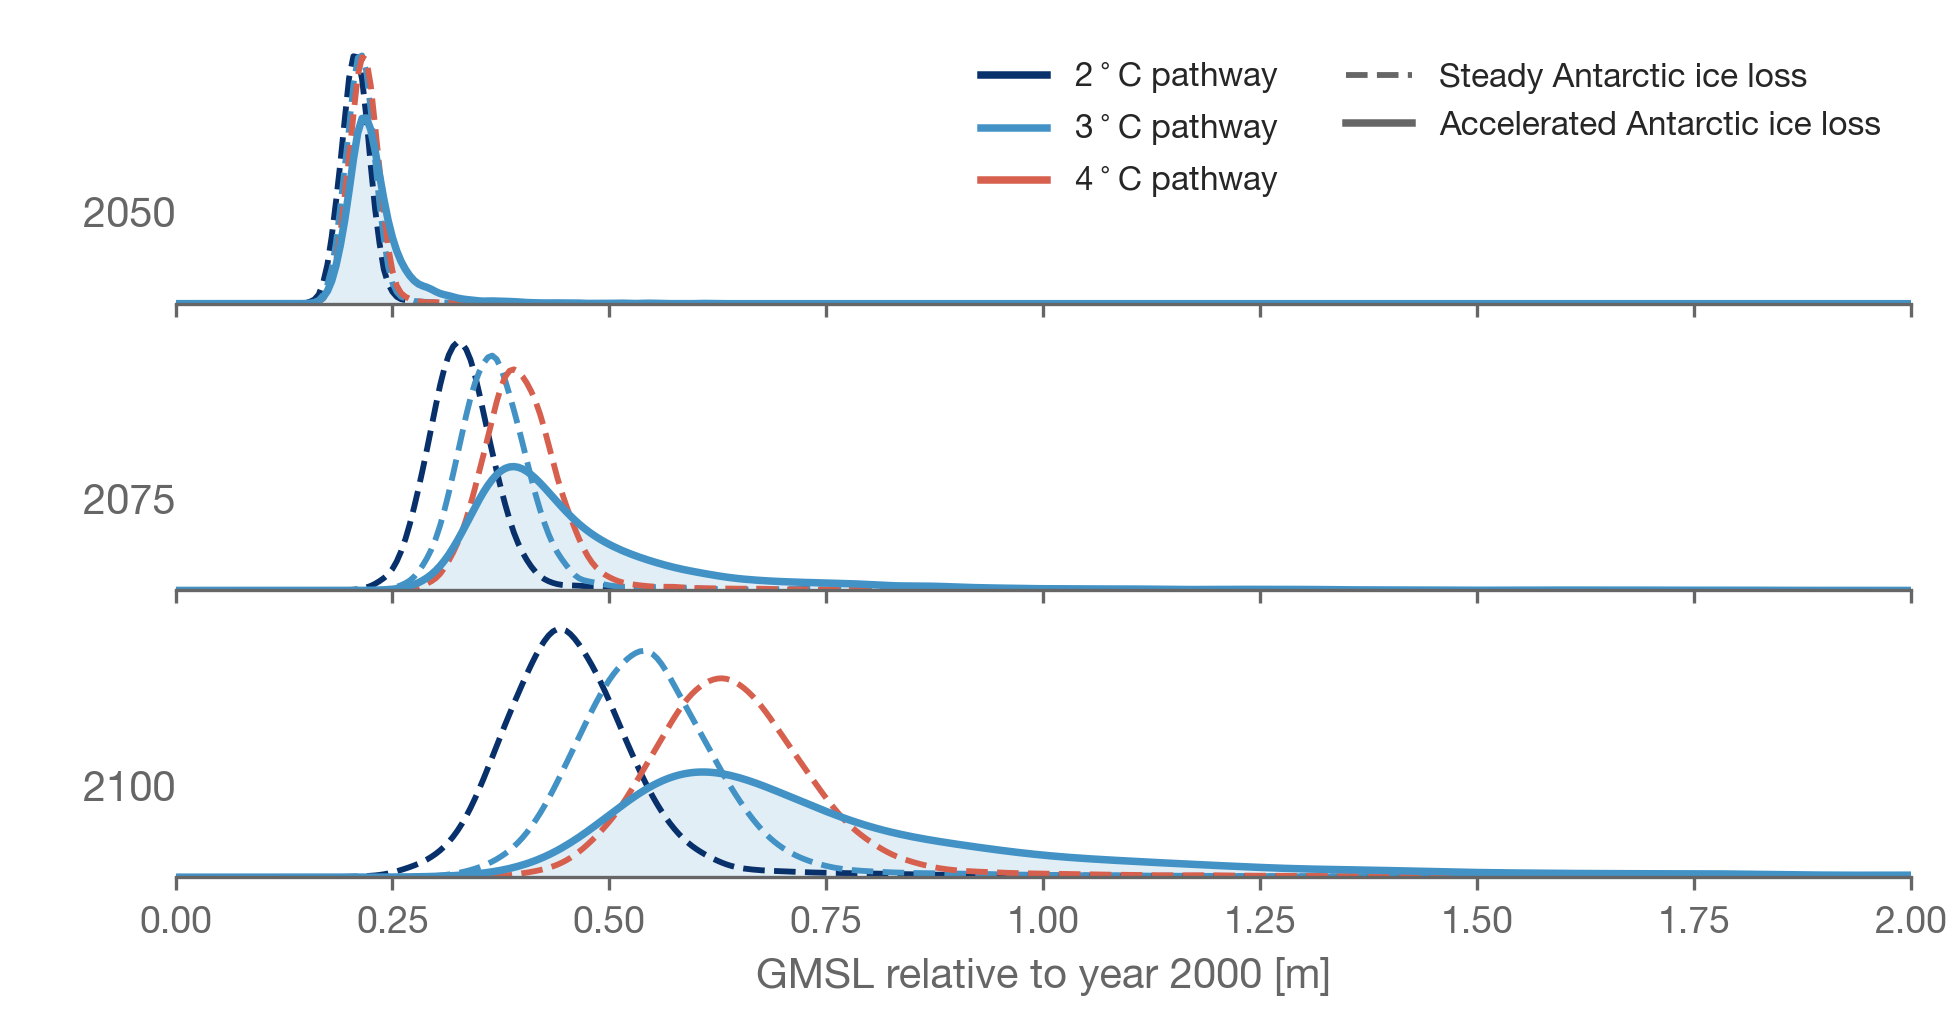 2°C pathway
3°C pathway
4°C pathway
Steady Antarctic ice loss
Accelerated Antarctic ice loss
2050
2075
2100
0.00 0.25 0.50 0.75 1.00 1.25 1.50 1.75 2.00
GMSL relative to year 2000 [m]